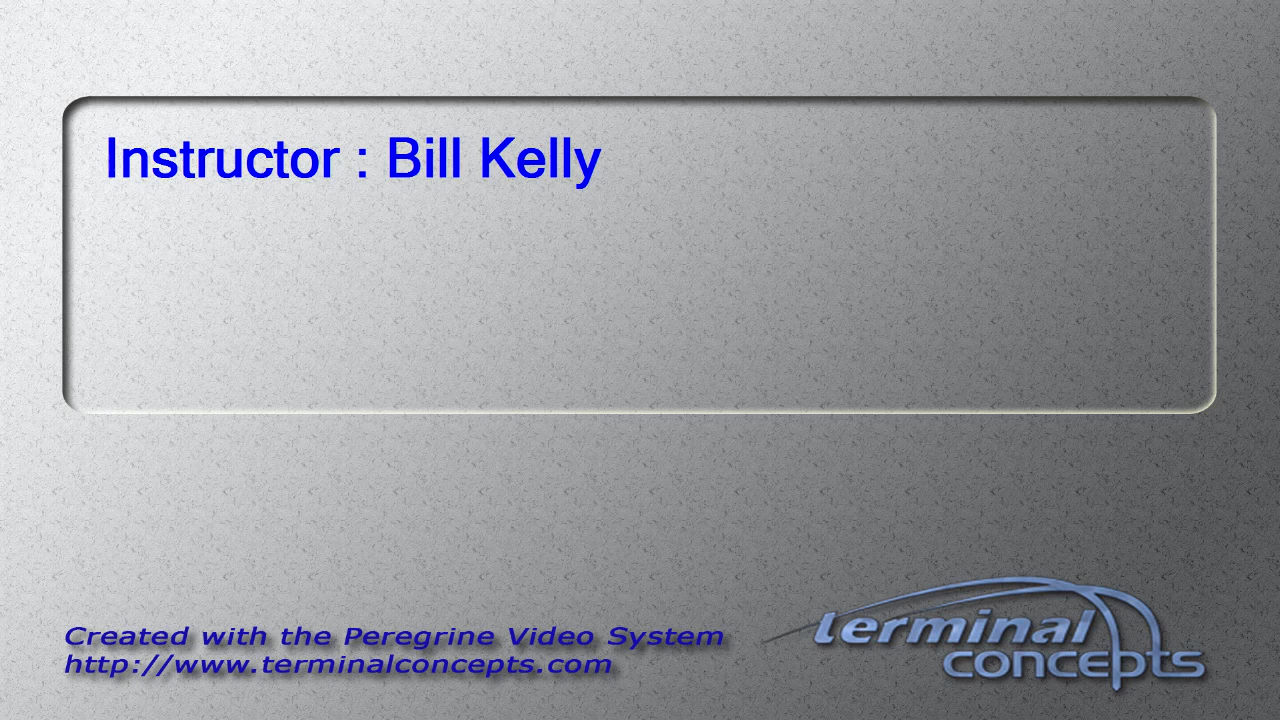 Instructor : Bill Kelly
Created with the Peregrine Video System
http://www.terminalconcepts.com
terminal
concepts